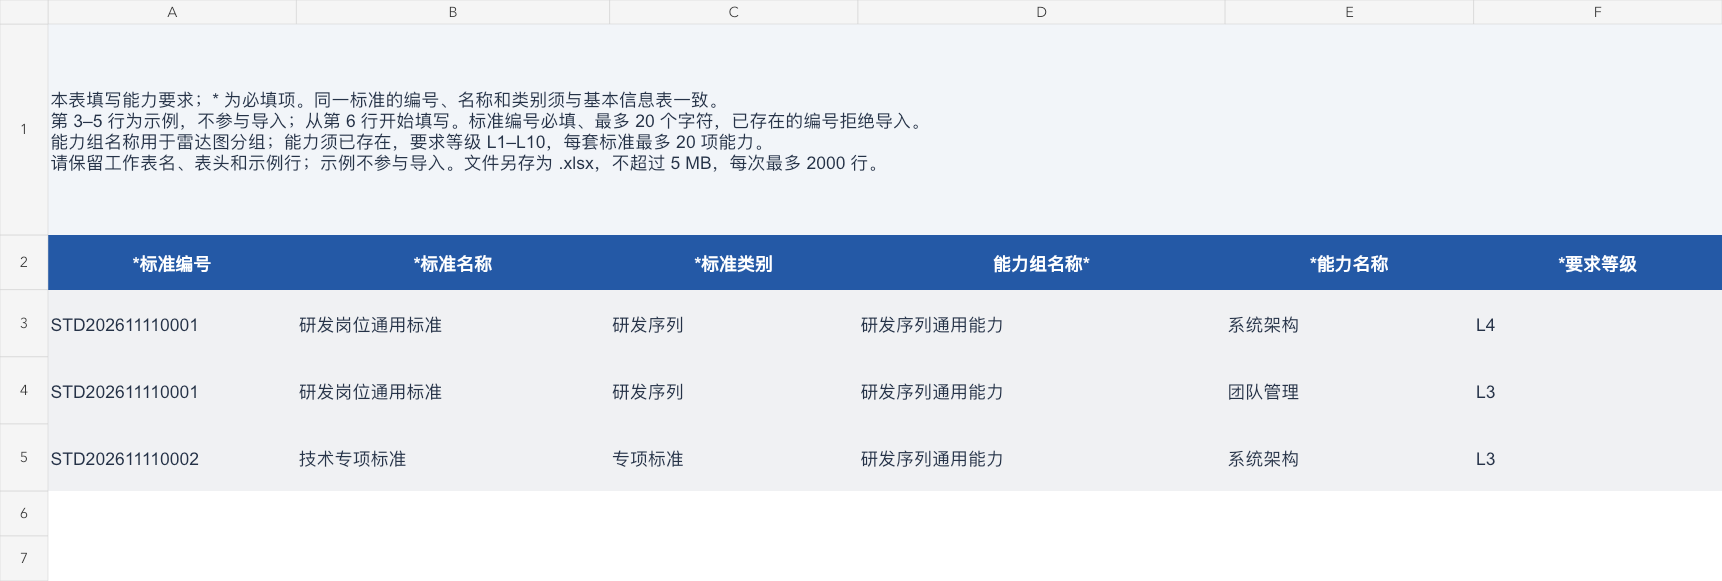 A B C D E F
1
本表填写能力要求；* 为必填项。同一标准的编号、名称和类别须与基本信息表一致。
第 3–5 行为示例，不参与导入；从第 6 行开始填写。标准编号必填、最多 20 个字符，已存在的编号拒绝导入。
能力组名称用于雷达图分组；能力须已存在，要求等级 L1–L10，每套标准最多 20 项能力。
请保留工作表名、表头和示例行；示例不参与导入。文件另存为 .xlsx，不超过 5 MB，每次最多 2000 行。
2 *标准编号 *标准名称 *标准类别 能力组名称* *能力名称 *要求等级
3 STD202611110001 研发岗位通用标准 研发序列 研发序列通用能力 系统架构 L4
4 STD202611110001 研发岗位通用标准 研发序列 研发序列通用能力 团队管理 L3
5 STD202611110002 技术专项标准 专项标准 研发序列通用能力 系统架构 L3
6
7